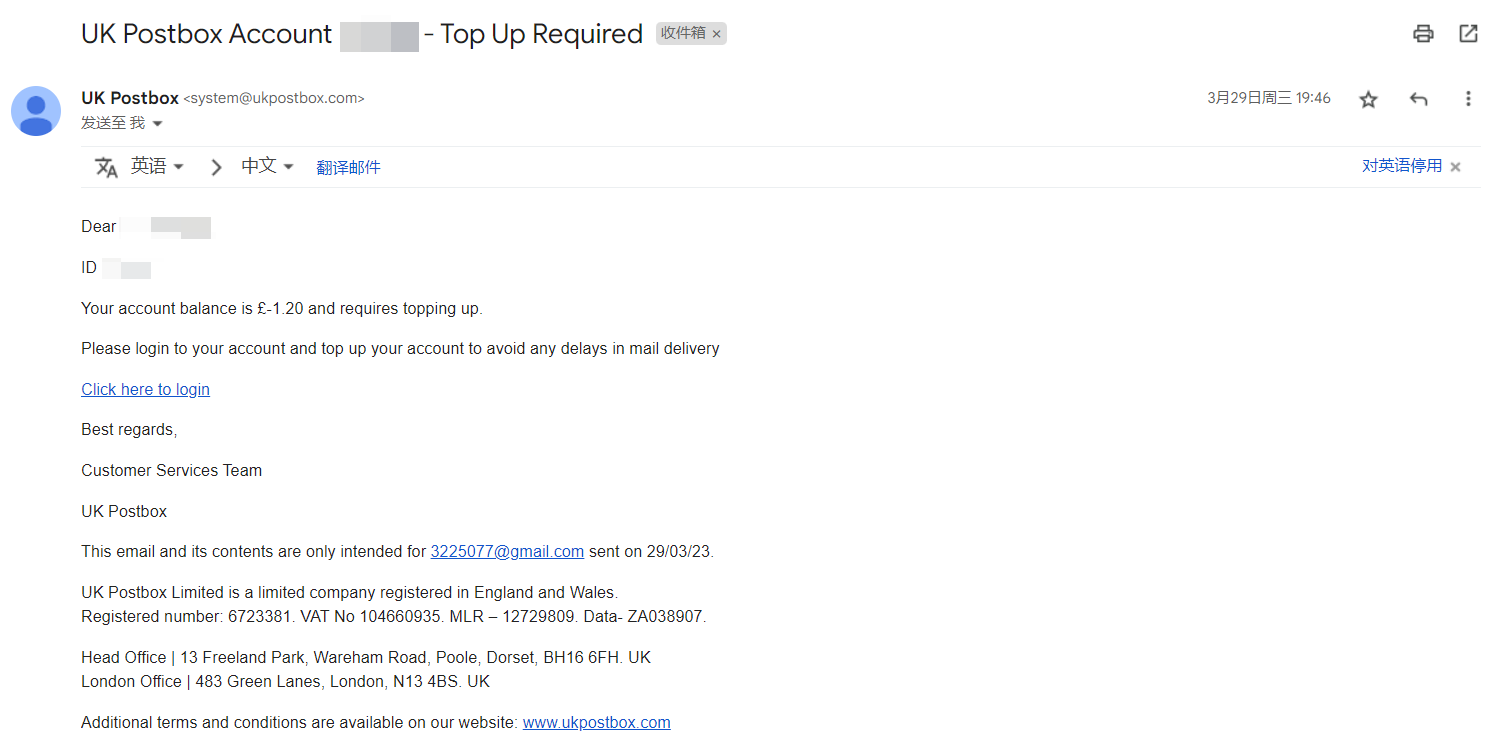 UK Postbox Account - Top Up Required 收件箱 ×
UK Postbox <system@ukpostbox.com> 3月29日周三 19:46
发送至 我
英语 > 中文 翻译邮件 对英语停用 ×
Dear
ID
Your account balance is £-1.20 and requires topping up.
Please login to your account and top up your account to avoid any delays in mail delivery
Click here to login
Best regards,
Customer Services Team
UK Postbox
This email and its contents are only intended for 3225077@gmail.com sent on 29/03/23.
UK Postbox Limited is a limited company registered in England and Wales.
Registered number: 6723381. VAT No 104660935. MLR – 12729809. Data- ZA038907.
Head Office | 13 Freeland Park, Wareham Road, Poole, Dorset, BH16 6FH. UK
London Office | 483 Green Lanes, London, N13 4BS. UK
Additional terms and conditions are available on our website: www.ukpostbox.com